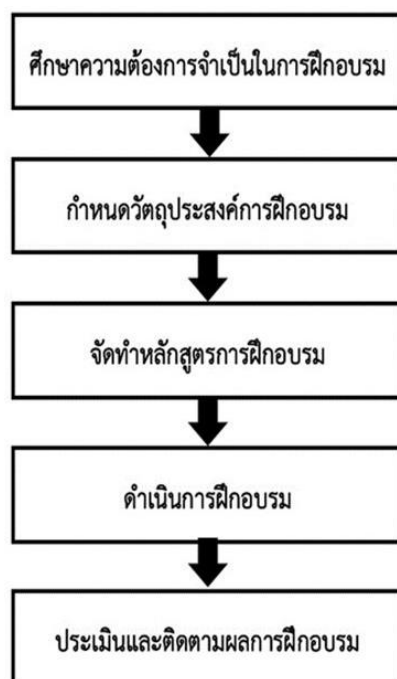 ศึกษาความต้องการจำเป็นในการฝึกอบรม
กำหนดวัตถุประสงค์การฝึกอบรม
จัดทำหลักสูตรการฝึกอบรม
ดำเนินการฝึกอบรม
ประเมินและติดตามผลการฝึกอบรม